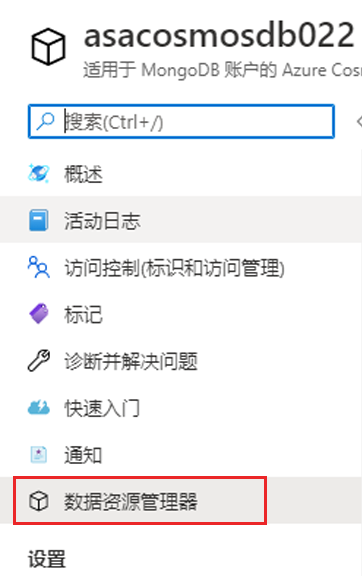 asacosmosdb022
适用于 MongoDB 账户的 Azure Cos
搜索(Ctrl+/)
概述
活动日志
访问控制(标识和访问管理)
标记
诊断并解决问题
快速入门
通知
数据资源管理器
设置